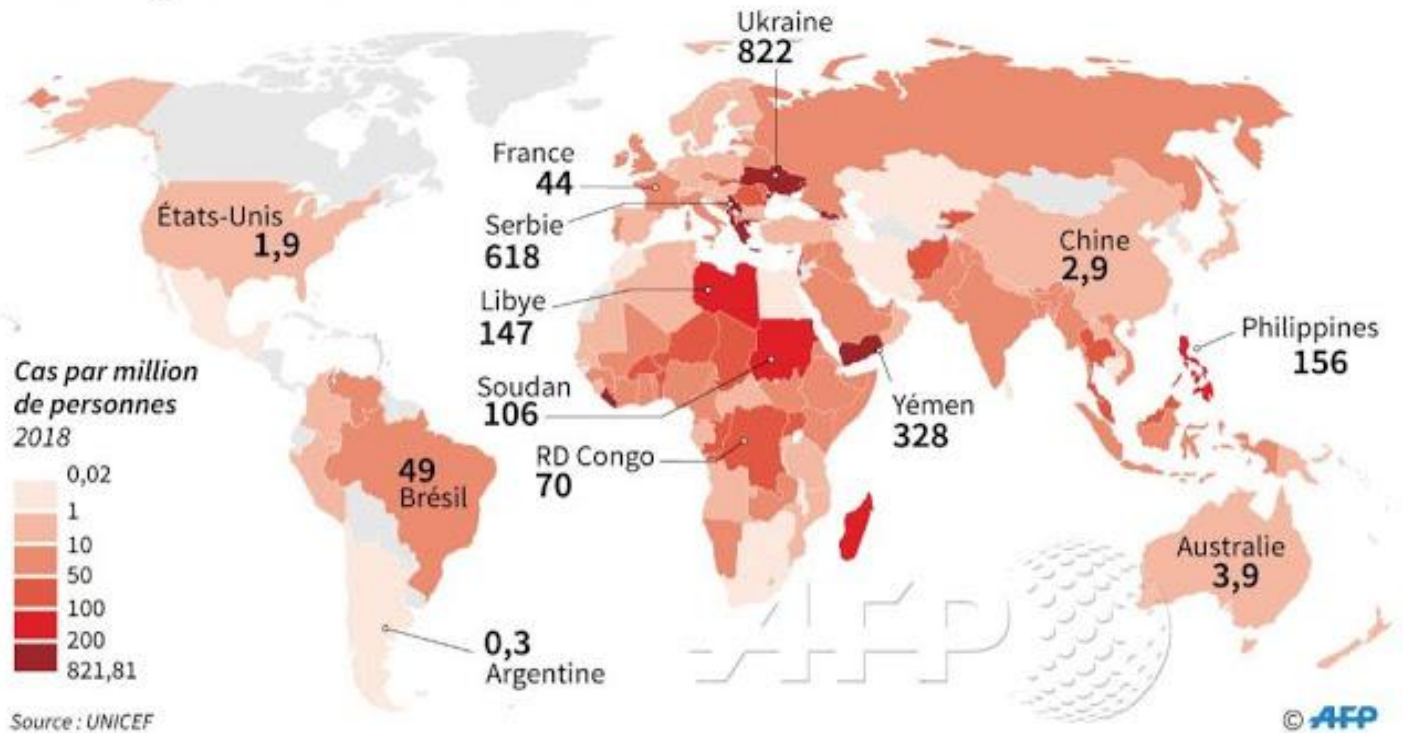 Ukraine
822
France
44
Serbie
618
Libye
147
Soudan
106
RD Congo
70
États-Unis
1,9
Chine
2,9
Philippines
156
Yémen
328
Cas par million
de personnes
2018
0,02
1
10
50
100
200
821,81
49
Brésil
0,3
Argentine
Australie
3,9
AFP
Source : UNICEF
© AFP